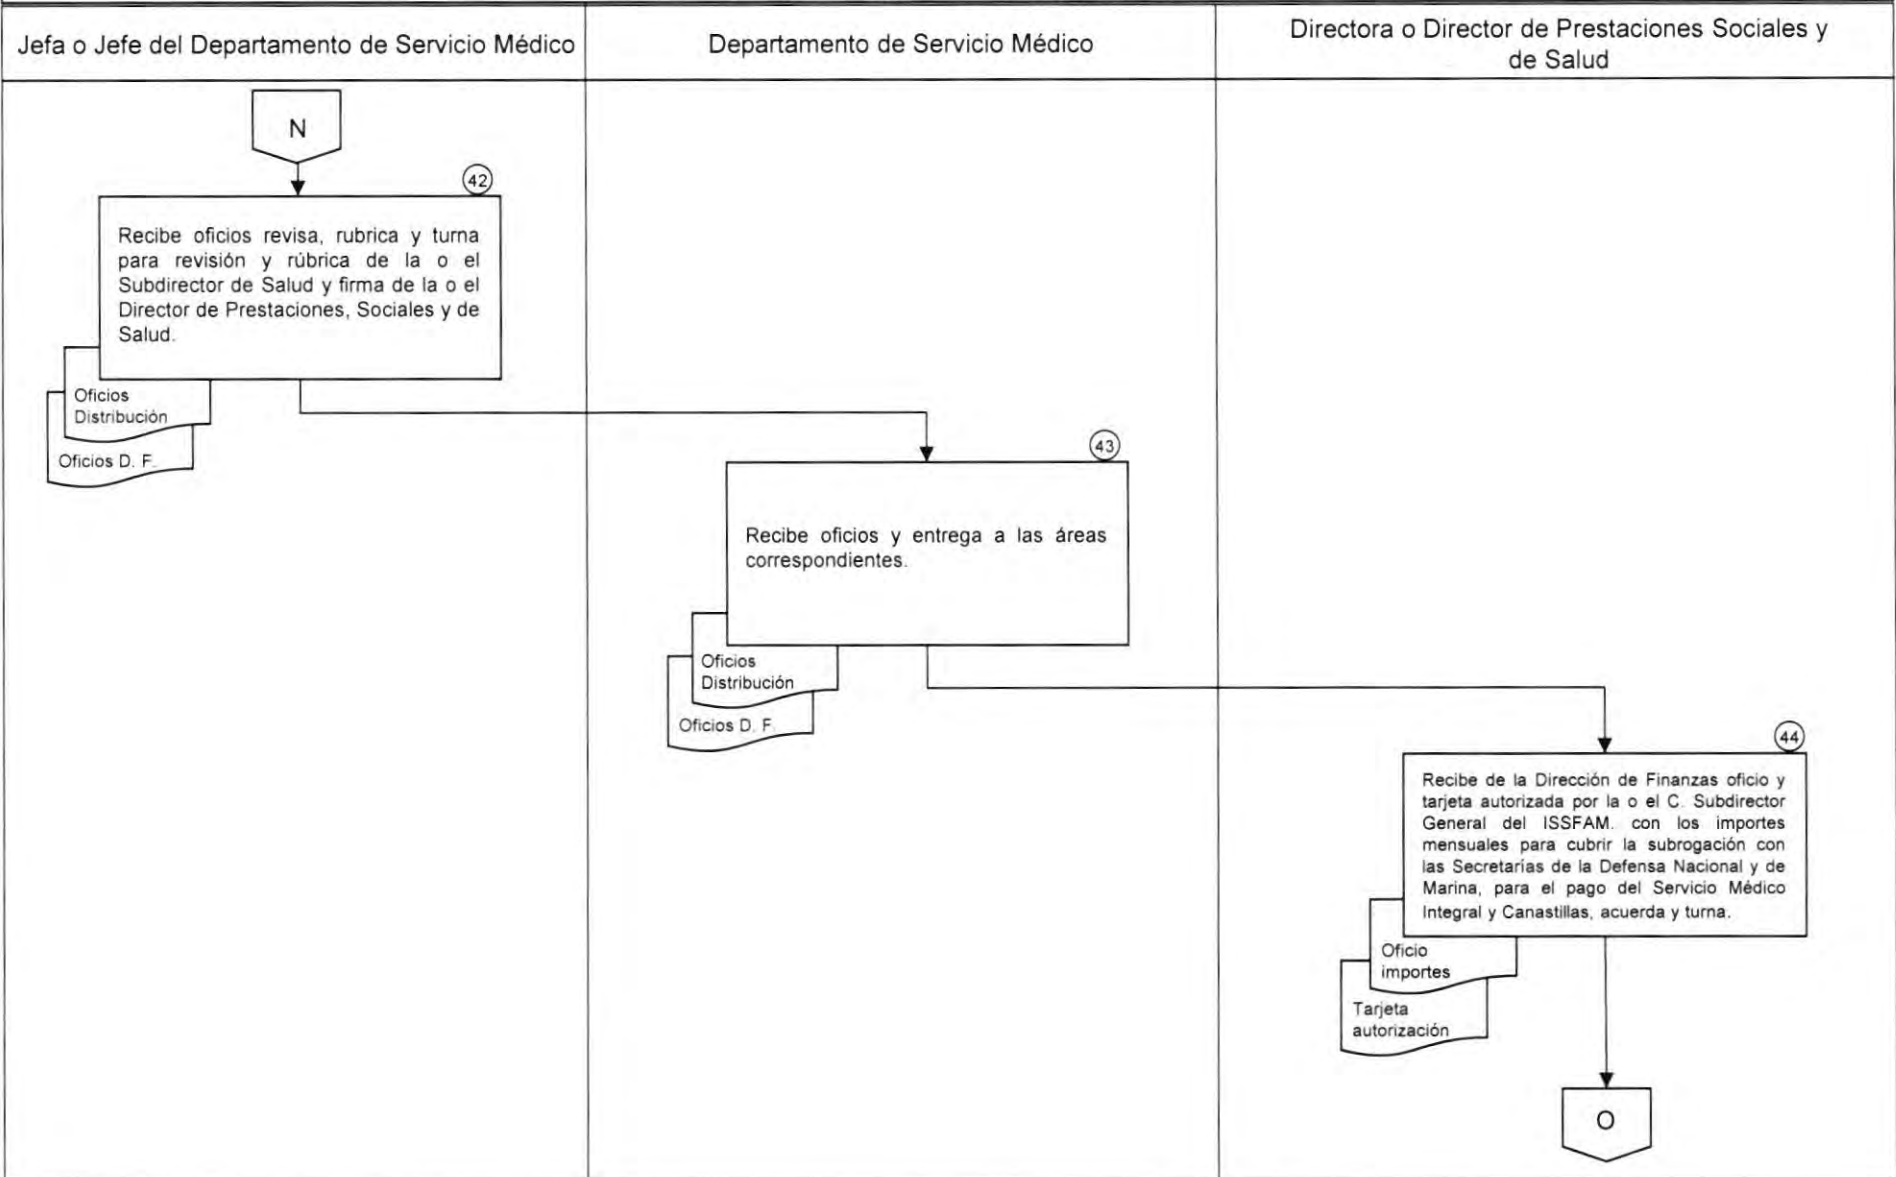 Jefa o Jefe del Departamento de Servicio Médico
Departamento de Servicio Médico
Directora o Director de Prestaciones Sociales y
de Salud
N
42
Recibe oficios revisa, rubrica y turna
para revisión y rúbrica de la o el
Subdirector de Salud y firma de la o el
Director de Prestaciones, Sociales y de
Salud.
Oficios
Distribución
Oficios D. F.
43
Recibe oficios y entrega a las áreas
correspondientes.
Oficios
Distribución
Oficios D. F.
44
Recibe de la Dirección de Finanzas oficio y
tarjeta autorizada por la o el C. Subdirector
General del ISSFAM. con los importes
mensuales para cubrir la subrogación con
las Secretarías de la Defensa Nacional y de
Marina, para el pago del Servicio Médico
Integral y Canastillas, acuerda y turna.
Oficio
importes
Tarjeta
autorización
O